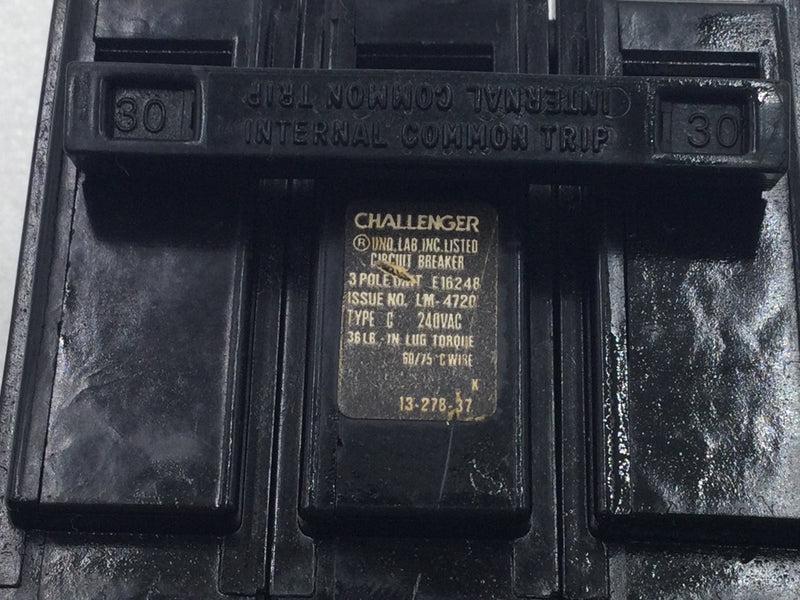 30 INTERNAL COMMON TRIP
INTERNAL COMMON TRIP 30
CHALLENGER
® UND. LAB. INC. LISTED
CIRCUIT BREAKER
3 POLE UNIT E16248
ISSUE NO. LM-4720
TYPE C 240VAC
36 LB.-IN LUG TORQUE
60/75 °C WIRE
K
13-278-37